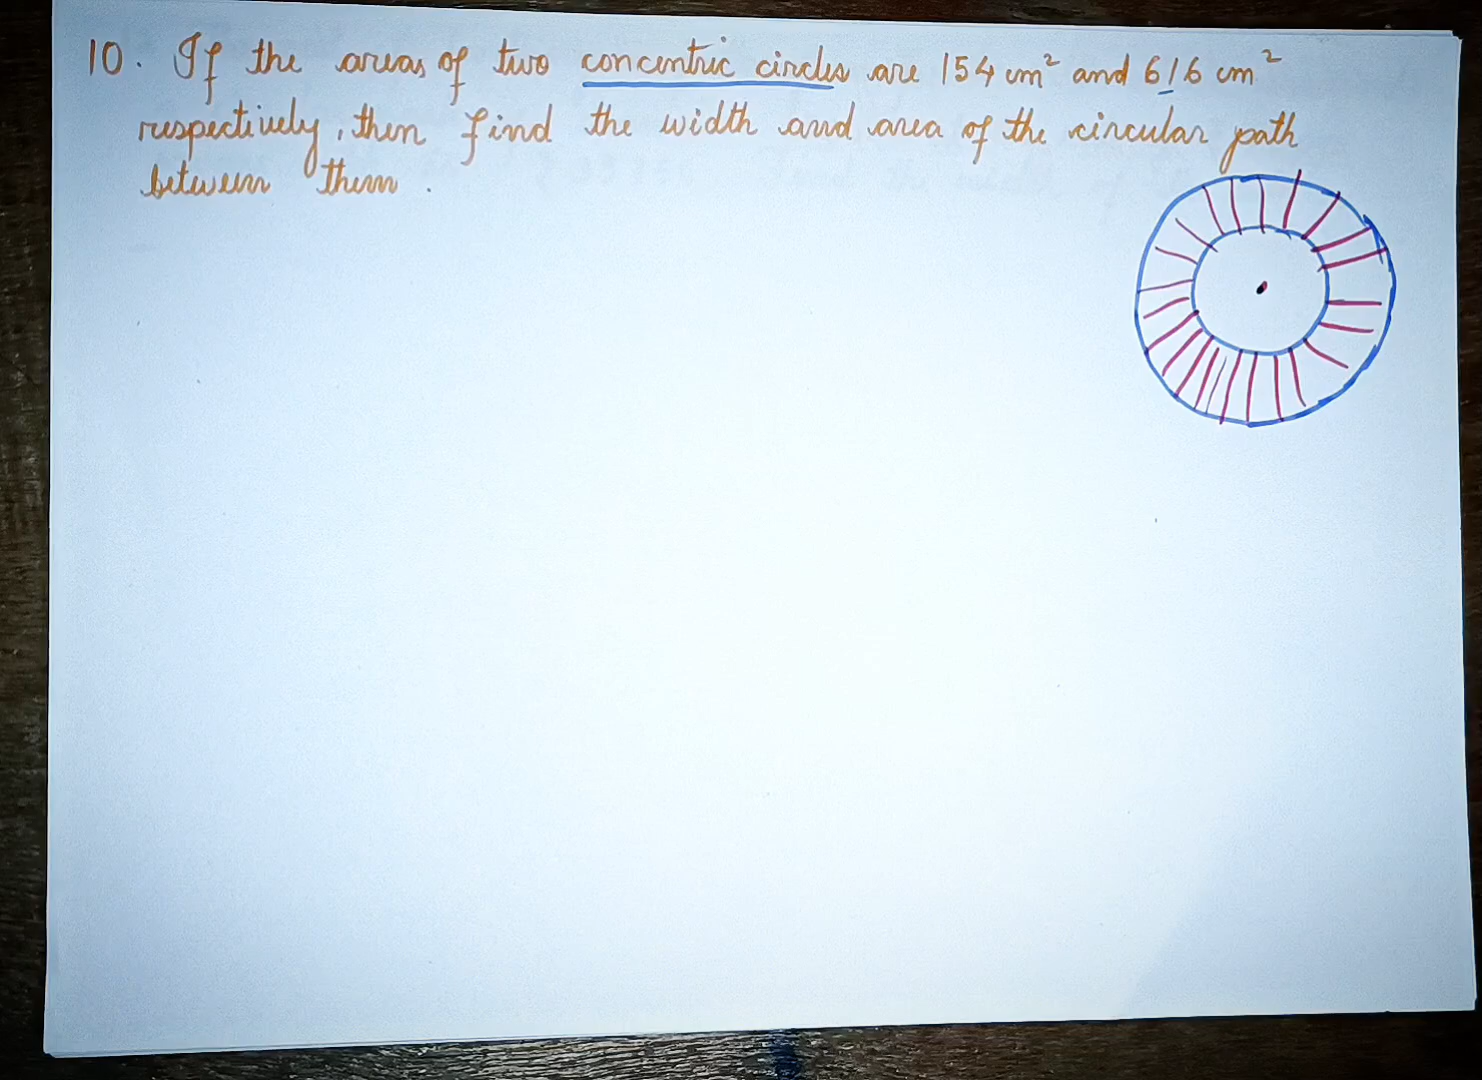 10. If the areas of two concentric circles are 154 cm² and 616 cm²
respectively, then find the width and area of the circular path
between them.